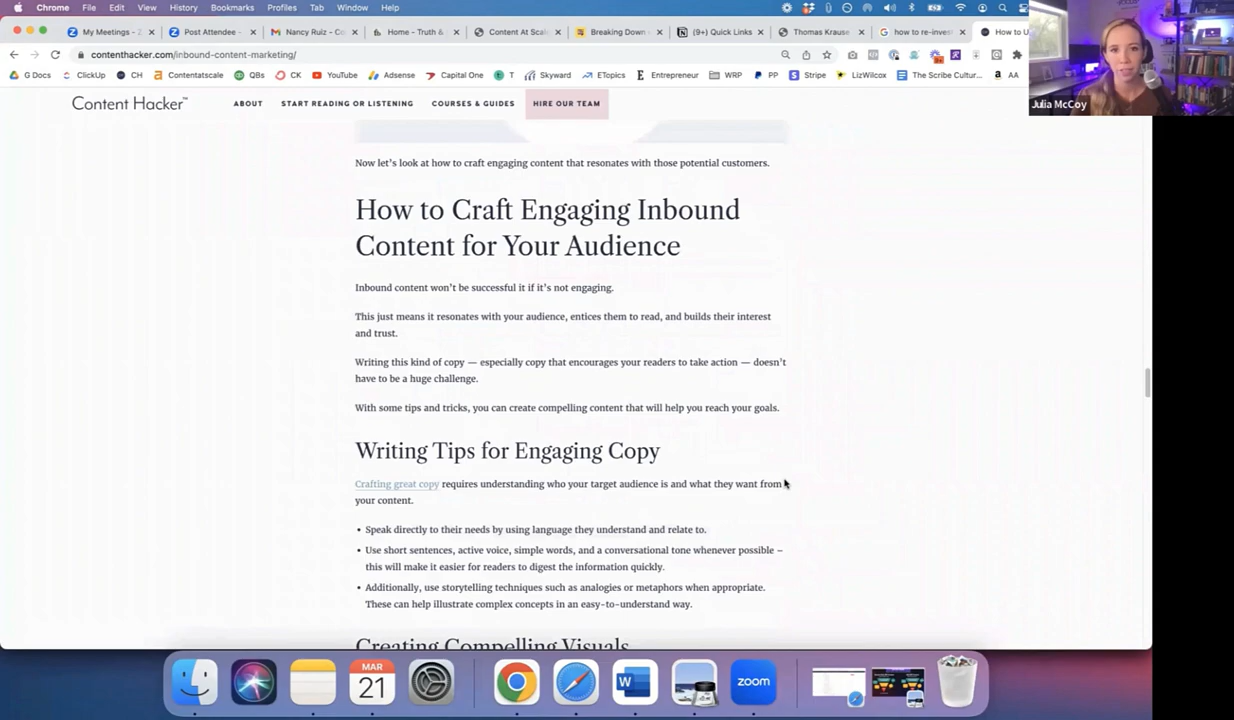 Chrome File Edit View History Bookmarks Profiles Tab Window Help
My Meetings - Z Post Attendee - Nancy Ruiz - Co Home - Truth & Content At Scale Breaking Down (9+) Quick Links Thomas Krause how to re-inves How to U
contenthacker.com/inbound-content-marketing/
G Docs ClickUp CH Contentatscale QBs CK YouTube Adsense Capital One T Skyward ETopics Entrepreneur WRP PP Stripe LizWilcox The Scribe Cultur... AA
Julia McCoy
Content Hacker™ ABOUT START READING OR LISTENING COURSES & GUIDES HIRE OUR TEAM
Now let's look at how to craft engaging content that resonates with those potential customers.
How to Craft Engaging Inbound
Content for Your Audience
Inbound content won't be successful it if it's not engaging.
This just means it resonates with your audience, entices them to read, and builds their interest
and trust.
Writing this kind of copy — especially copy that encourages your readers to take action — doesn't
have to be a huge challenge.
With some tips and tricks, you can create compelling content that will help you reach your goals.
Writing Tips for Engaging Copy
Crafting great copy requires understanding who your target audience is and what they want from
your content.
• Speak directly to their needs by using language they understand and relate to.
• Use short sentences, active voice, simple words, and a conversational tone whenever possible –
this will make it easier for readers to digest the information quickly.
• Additionally, use storytelling techniques such as analogies or metaphors when appropriate.
These can help illustrate complex concepts in an easy-to-understand way.
Creating Compelling Visuals
MAR
21
W
zoom